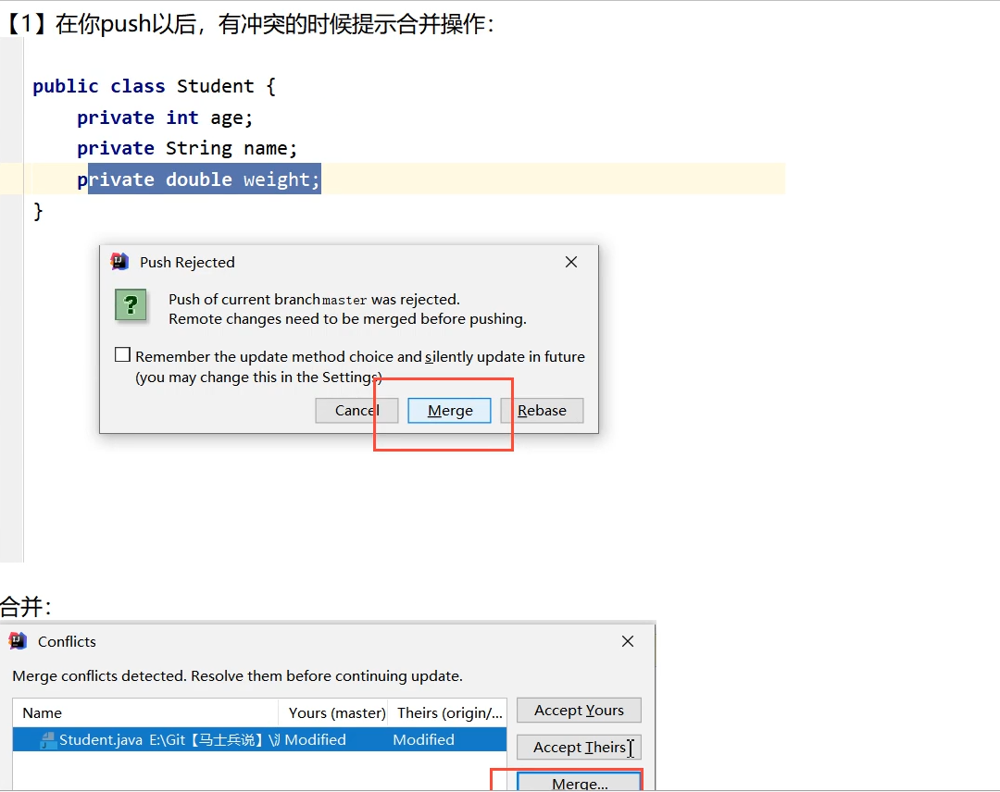 【1】在你push以后，有冲突的时候提示合并操作：
public class Student {
private int age;
private String name;
private double weight;
}
Push Rejected
?
Push of current branch master was rejected.
Remote changes need to be merged before pushing.
Remember the update method choice and silently update in future
(you may change this in the Settings)
Cancel Merge Rebase
合并：
Conflicts
Merge conflicts detected. Resolve them before continuing update.
Name Yours (master) Theirs (origin/... Accept Yours
Student.java E:\Git【马士兵说】\ Modified Modified
Accept Theirs
Merge...